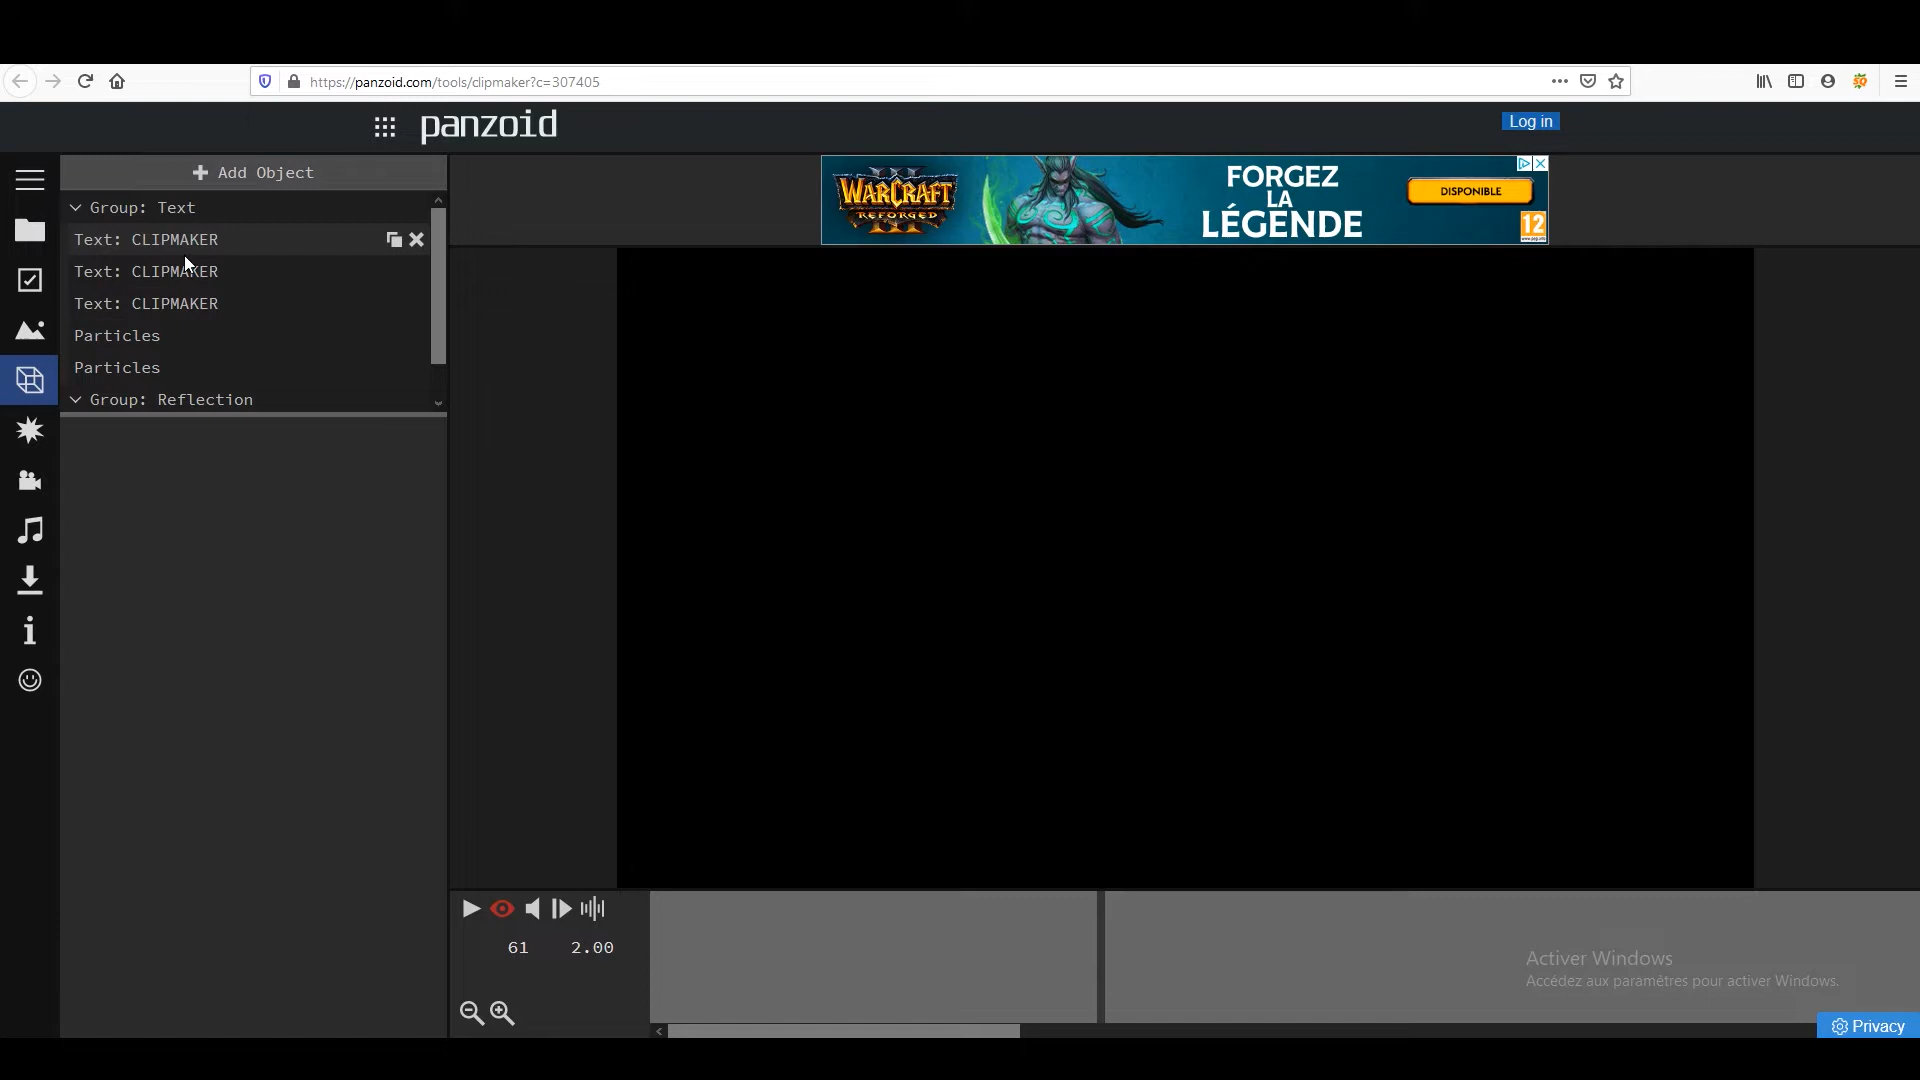 https://panzoid.com/tools/clipmaker?c=307405
panzoid
Log in
Add Object
Group: Text
Text: CLIPMAKER
Text: CLIPMAKER
Text: CLIPMAKER
Particles
Particles
Group: Reflection
WARCRAFT
III
REFORGED
FORGEZ
LA
LÉGENDE
DISPONIBLE
12
61 2.00
Activer Windows
Accédez aux paramètres pour activer Windows.
Privacy